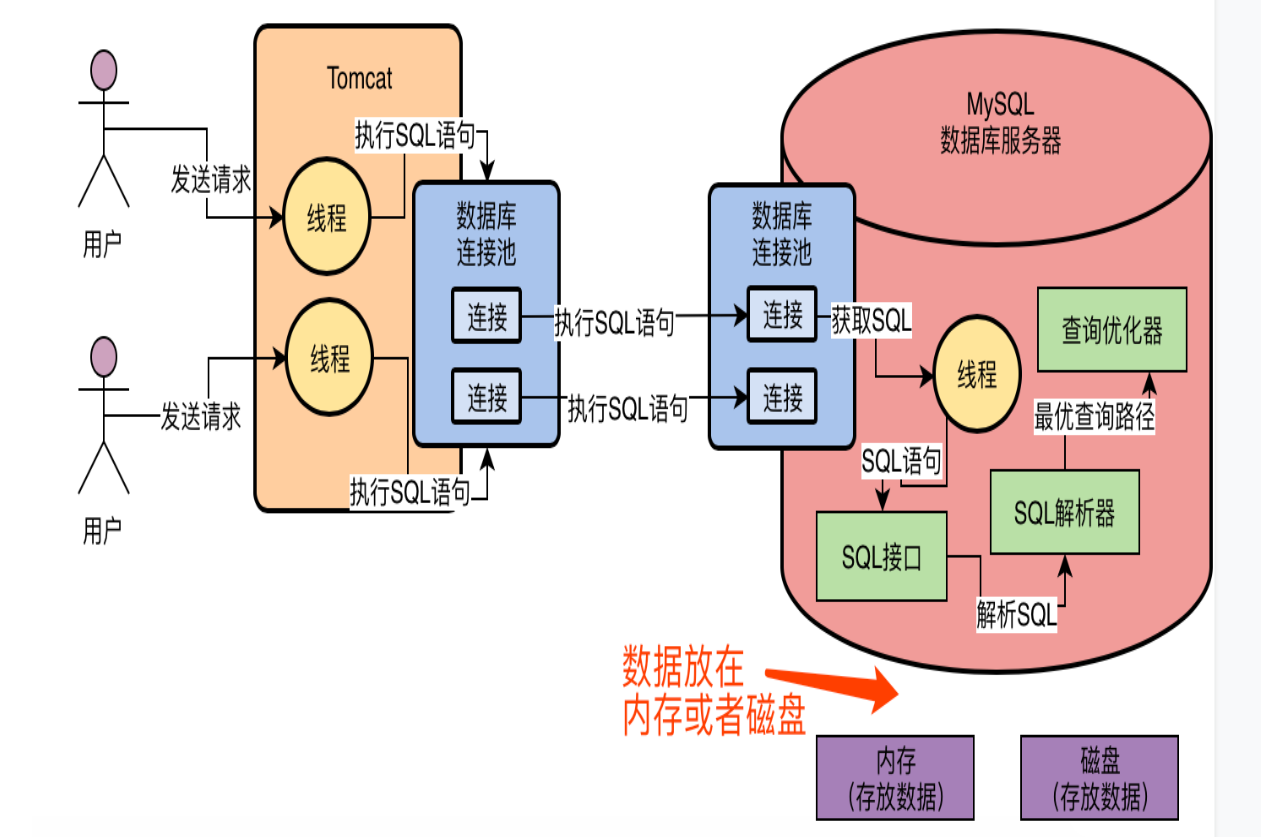 Tomcat
MySQL
数据库服务器
执行SQL语句
发送请求
线程
用户
数据库
连接池
连接
执行SQL语句
数据库
连接池
连接
获取SQL
线程
查询优化器
发送请求
线程
用户
连接
执行SQL语句
连接
最优查询路径
SQL语句
执行SQL语句
SQL解析器
SQL接口
解析SQL
数据放在
内存或者磁盘
内存
（存放数据）
磁盘
（存放数据）